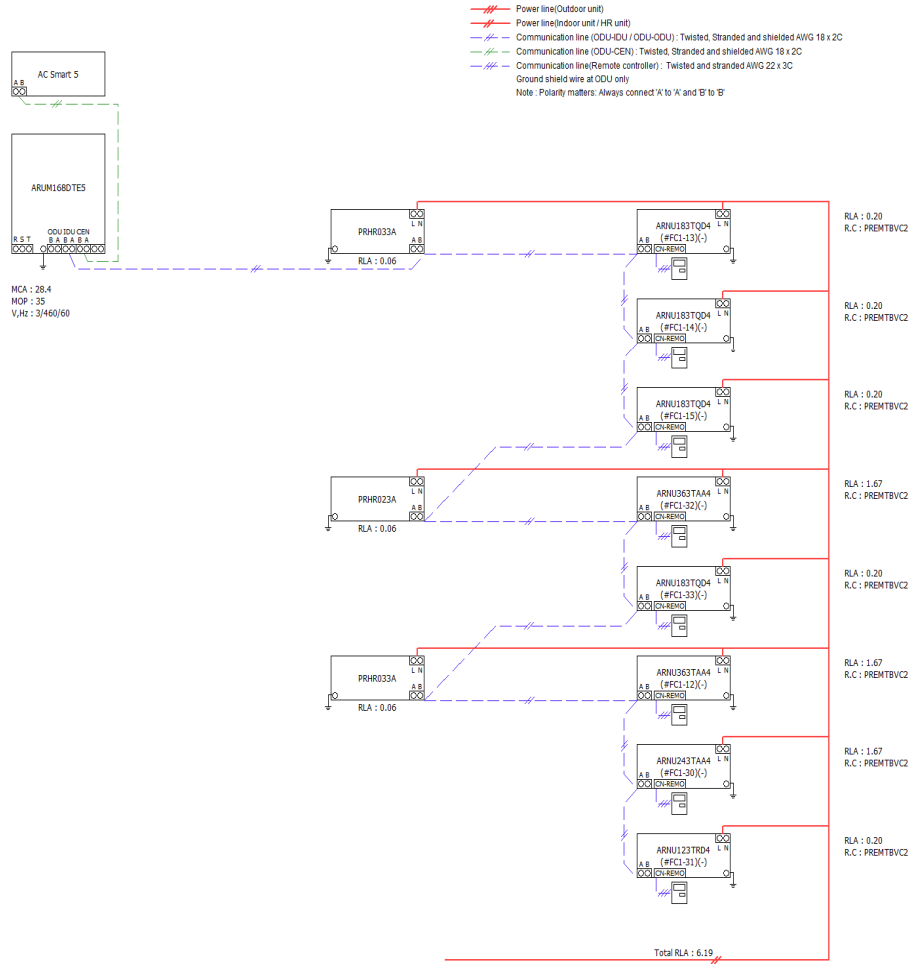 Power line(Outdoor unit)
Power line(Indoor unit / HR unit)
Communication line (ODU-IDU / ODU-ODU) : Twisted, Stranded and shielded AWG 18 x 2C
Communication line (ODU-CEN) : Twisted, Stranded and shielded AWG 18 x 2C
Communication line(Remote controller) : Twisted and stranded AWG 22 x 3C
Ground shield wire at ODU only
Note : Polarity matters: Always connect 'A' to 'A' and 'B' to 'B'
AC Smart 5
A B
ARUM168DTE5
ODU IDU CEN
R S T B A B A B A
MCA : 28.4
MOP : 35
V,Hz : 3/460/60
PRHR033A
L N
A B
RLA : 0.06
ARNU183TQD4
(#FC1-13)(-)
L N
A B
CN-REMO
RLA : 0.20
R.C : PREMTBVC2
ARNU183TQD4
(#FC1-14)(-)
L N
A B
CN-REMO
RLA : 0.20
R.C : PREMTBVC2
ARNU183TQD4
(#FC1-15)(-)
L N
A B
CN-REMO
RLA : 0.20
R.C : PREMTBVC2
PRHR023A
L N
A B
RLA : 0.06
ARNU363TAA4
(#FC1-32)(-)
L N
A B
CN-REMO
RLA : 1.67
R.C : PREMTBVC2
ARNU183TQD4
(#FC1-33)(-)
L N
A B
CN-REMO
RLA : 0.20
R.C : PREMTBVC2
PRHR033A
L N
A B
RLA : 0.06
ARNU363TAA4
(#FC1-12)(-)
L N
A B
CN-REMO
RLA : 1.67
R.C : PREMTBVC2
ARNU243TAA4
(#FC1-30)(-)
L N
A B
CN-REMO
RLA : 1.67
R.C : PREMTBVC2
ARNU123TRD4
(#FC1-31)(-)
L N
A B
CN-REMO
RLA : 0.20
R.C : PREMTBVC2
Total RLA : 6.19